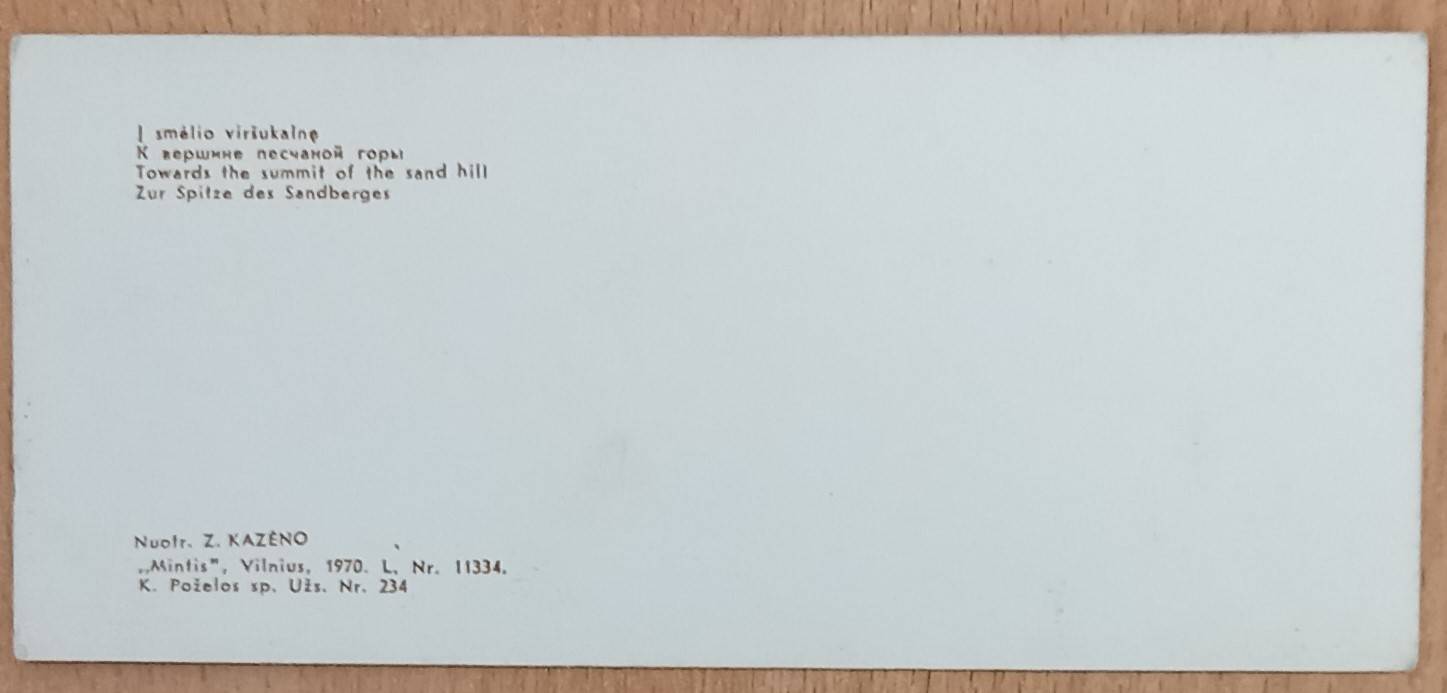 Į smėlio viršukalnę
К вершине песчаной горы
Towards the summit of the sand hill
Zur Spitze des Sandberges
Nuotr. Z. KAZĖNO
„Mintis", Vilnius, 1970. L. Nr. 11334.
K. Poželos sp. Užs. Nr. 234